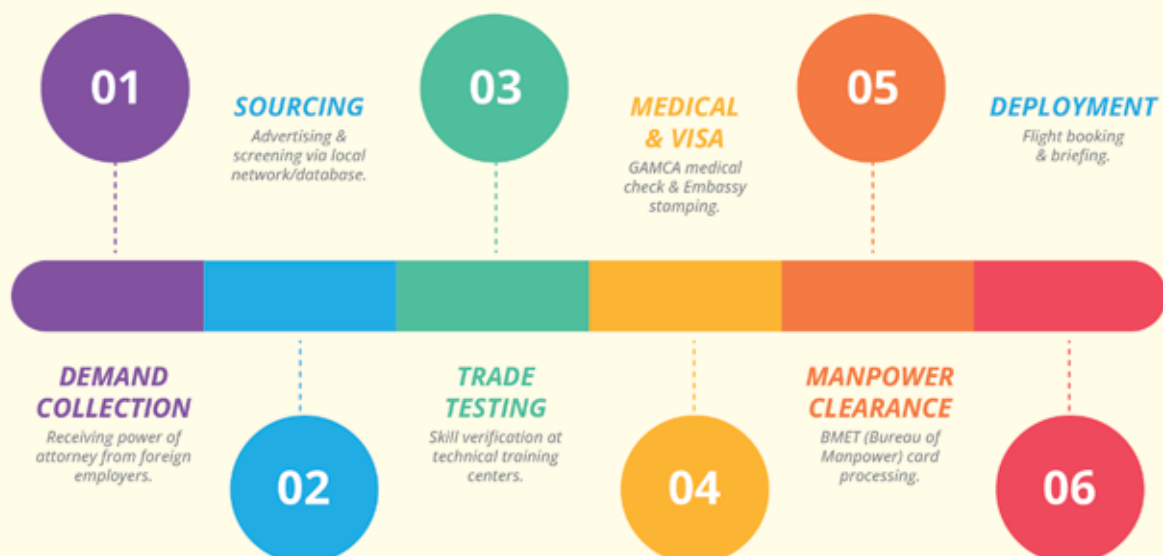 01
DEMAND
COLLECTION
Receiving power of
attorney from foreign
employers.
SOURCING
Advertising &
screening via local
network/database.
02
03
TRADE
TESTING
Skill verification at
technical training
centers.
MEDICAL
& VISA
GAMCA medical
check & Embassy
stamping.
04
05
MANPOWER
CLEARANCE
BMET (Bureau of
Manpower) card
processing.
DEPLOYMENT
Flight booking
& briefing.
06